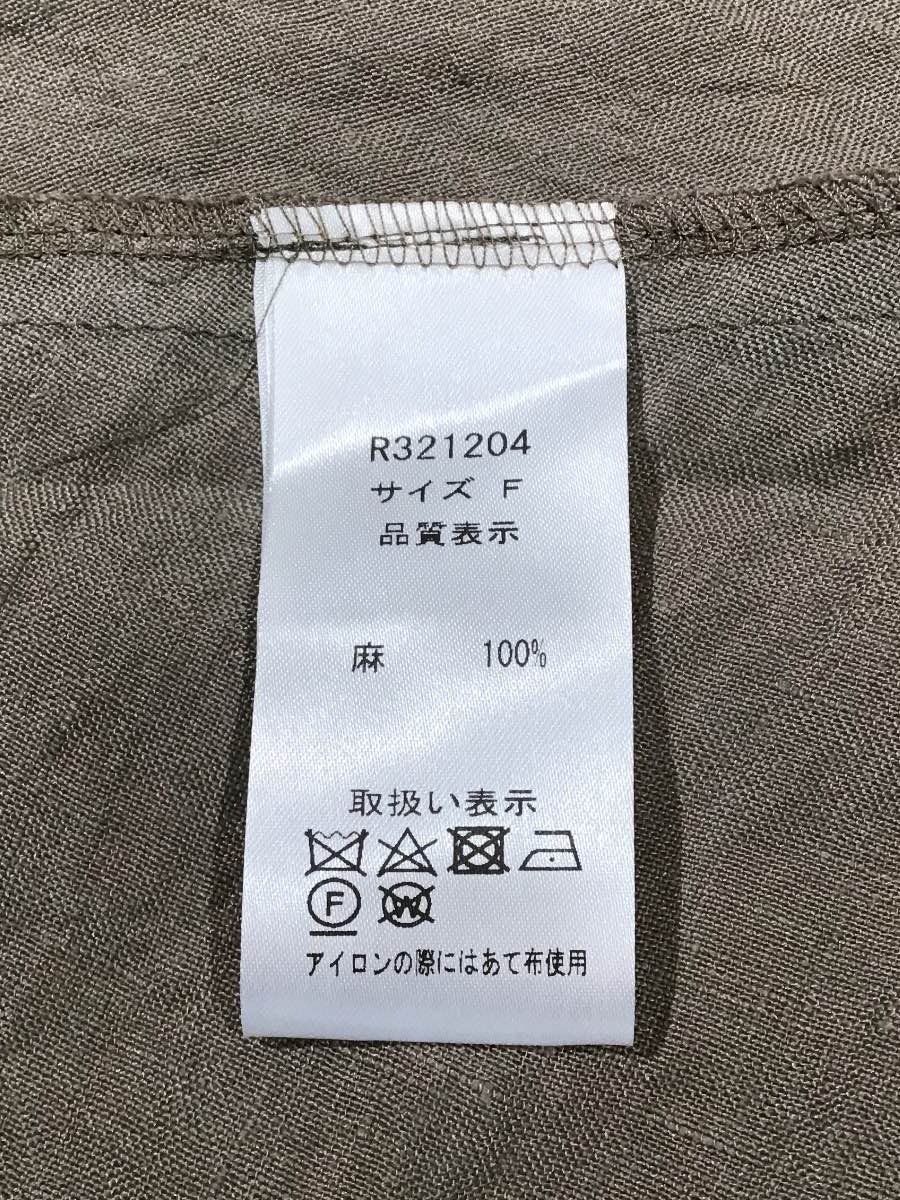 R321204
サイズ F
品質表示
麻 100%
取扱い表示
F W
アイロンの際にはあて布使用